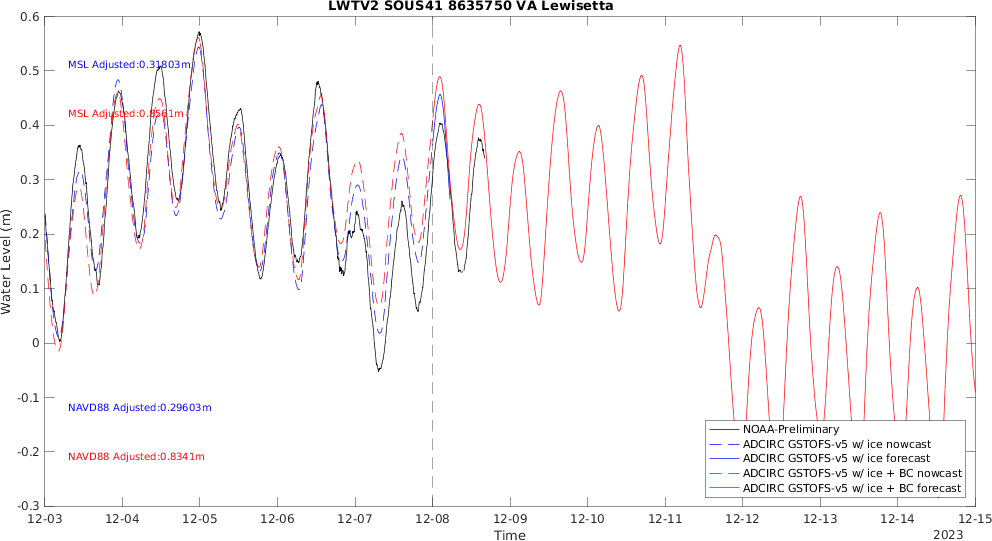 LWTV2 SOUS41 8635750 VA Lewisetta
0.6
0.5
0.4
0.3
0.2
0.1
0
-0.1
-0.2
-0.3
Water Level (m)
MSL Adjusted:0.31803m
MSL Adjusted:0.8561m
NAVD88 Adjusted:0.29603m
NAVD88 Adjusted:0.8341m
NOAA-Preliminary
ADCIRC GSTOFS-v5 w/ ice nowcast
ADCIRC GSTOFS-v5 w/ ice forecast
ADCIRC GSTOFS-v5 w/ ice + BC nowcast
ADCIRC GSTOFS-v5 w/ ice + BC forecast
12-03 12-04 12-05 12-06 12-07 12-08 12-09 12-10 12-11 12-12 12-13 12-14 12-15
Time
2023